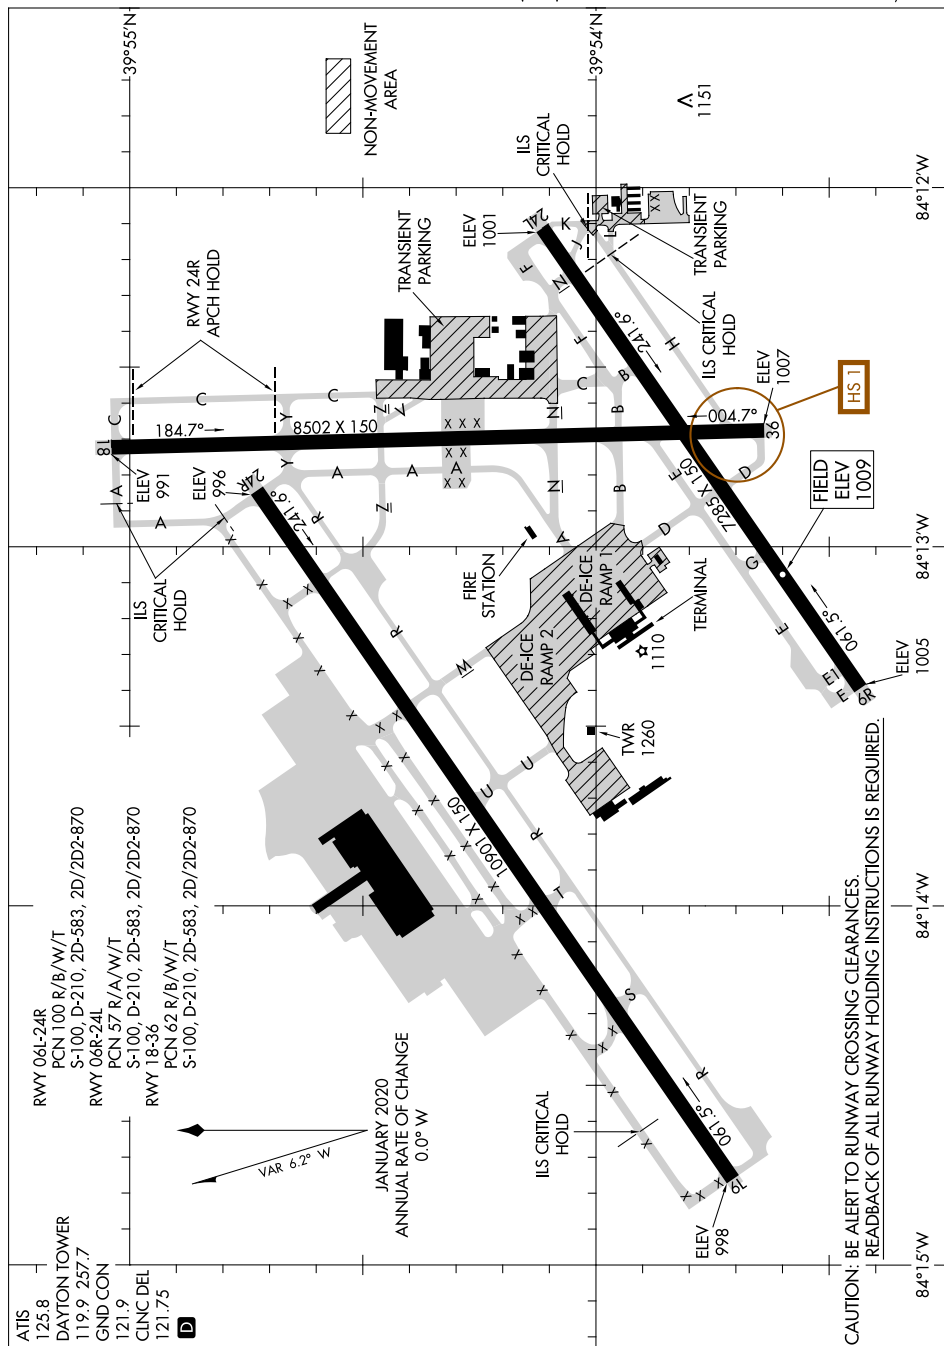 ATIS
125.8
DAYTON TOWER
119.9 257.7
GND CON
121.9
CLNC DEL
121.75
D
RWY 06L-24R
PCN 100 R/B/W/T
S-100, D-210, 2D-583, 2D/2D2-870
RWY 06R-24L
PCN 57 R/A/W/T
S-100, D-210, 2D-583, 2D/2D2-870
RWY 18-36
PCN 62 R/B/W/T
S-100, D-210, 2D-583, 2D/2D2-870
VAR 6.2° W
JANUARY 2020
ANNUAL RATE OF CHANGE
0.0° W
39°55'N
39°54'N
NON-MOVEMENT
AREA
1151
84°12'W
84°13'W
84°14'W
84°15'W
RWY 24R
APCH HOLD
TRANSIENT
PARKING
ELEV
1001
ILS
CRITICAL
HOLD
TRANSIENT
PARKING
ILS CRITICAL
HOLD
24L
K
J
F
N
F
H
241.6°
C
C
C
C
B
B
B
18
184.7°
8502 X 150
004.7°
36
ELEV
1007
HS 1
ELEV
991
ELEV
996
24R
241.6°
A
A
A
A
A
A
Y
Y
Z
Z
Z
N
N
X X X
X X
X X
ILS
CRITICAL
HOLD
FIRE
STATION
DE-ICE
RAMP 1
DE-ICE
RAMP 2
TERMINAL
1110
TWR
1260
D
D
E
E
E
E1
G
7285 X 150
FIELD
ELEV
1009
061.5°
6R
ELEV
1005
R
R
R
R
M
U
U
T
S
10901 X 150
061.5°
6L
ELEV
998
ILS CRITICAL
HOLD
CAUTION: BE ALERT TO RUNWAY CROSSING CLEARANCES.
READBACK OF ALL RUNWAY HOLDING INSTRUCTIONS IS REQUIRED.